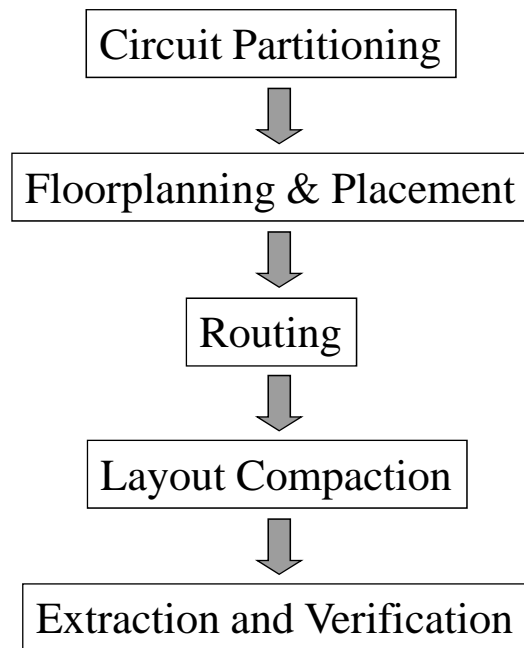 Circuit Partitioning
Floorplanning & Placement
Routing
Layout Compaction
Extraction and Verification